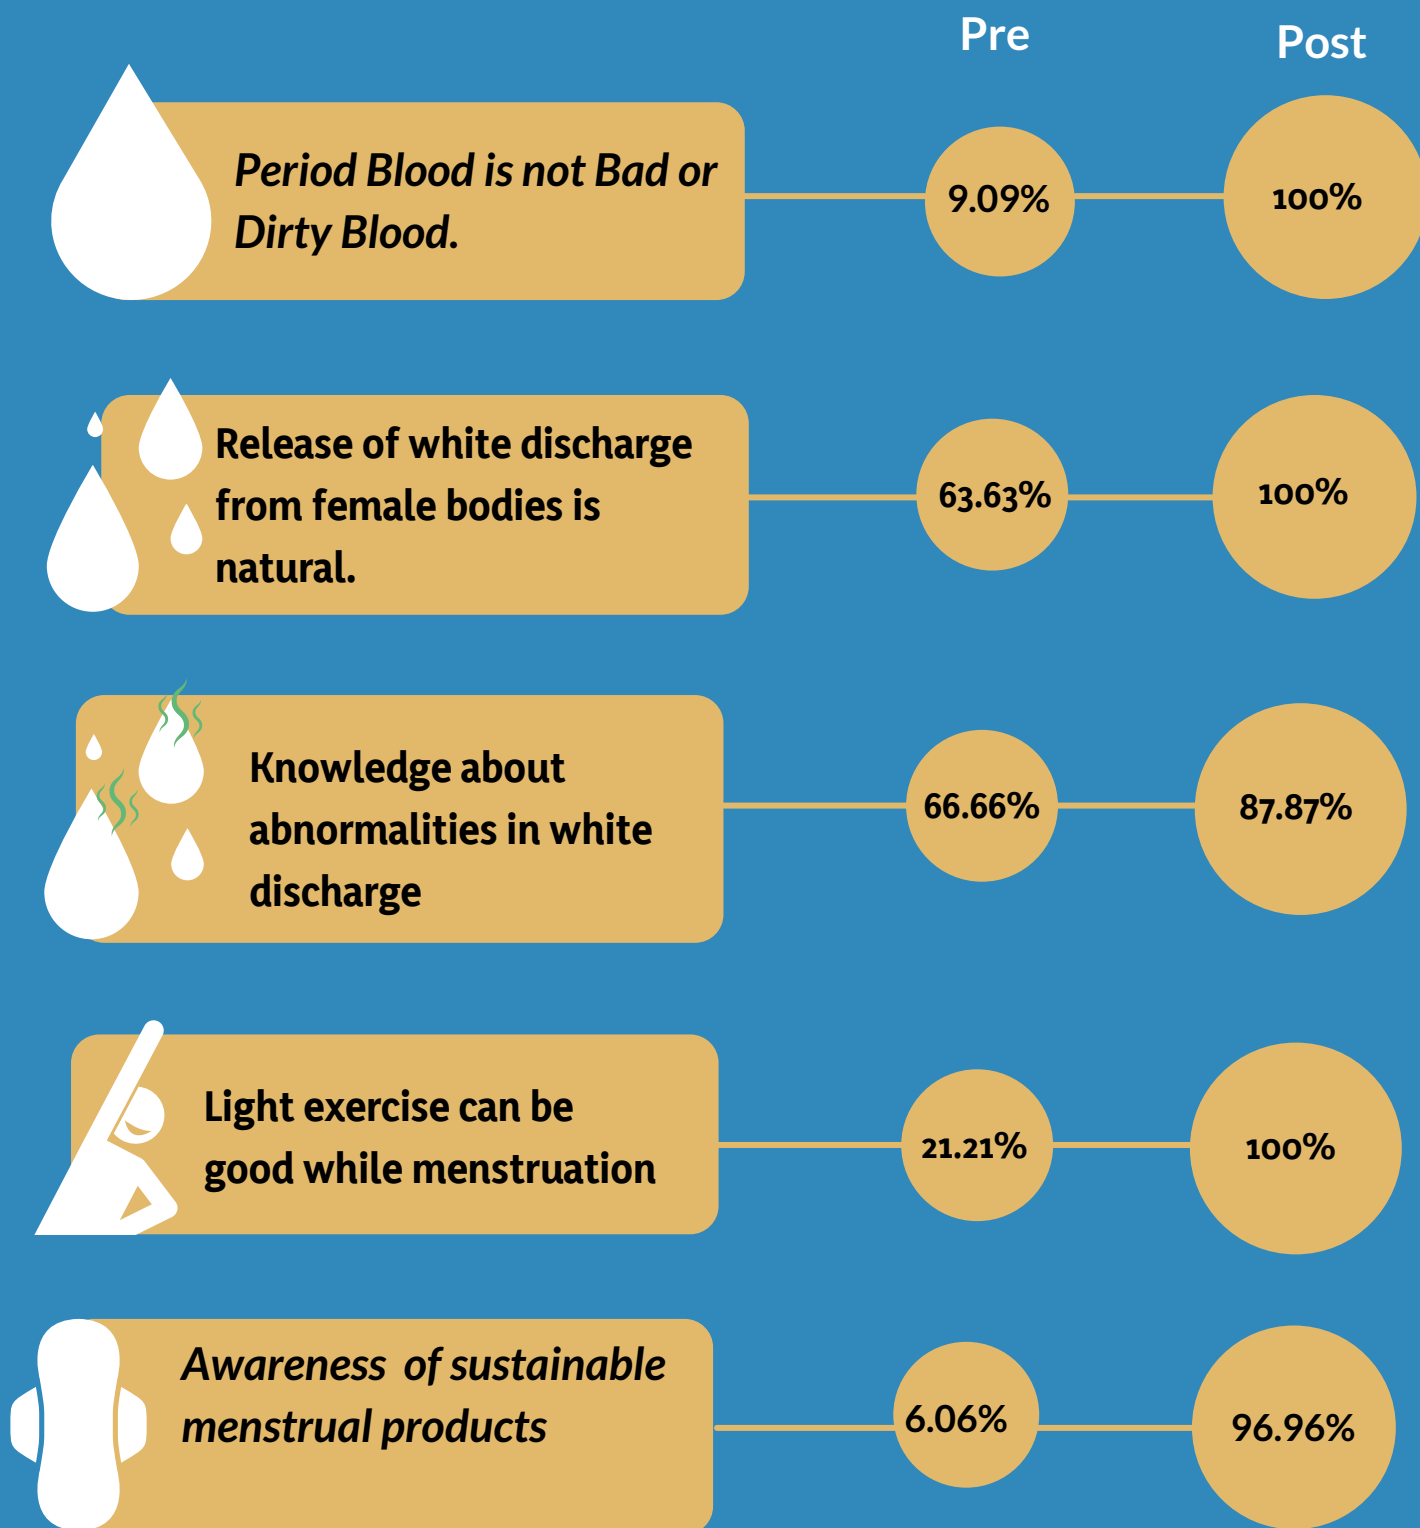 Pre
Post
Period Blood is not Bad or
Dirty Blood.
9.09%
100%
Release of white discharge
from female bodies is
natural.
63.63%
100%
Knowledge about
abnormalities in white
discharge
66.66%
87.87%
Light exercise can be
good while menstruation
21.21%
100%
Awareness of sustainable
menstrual products
6.06%
96.96%